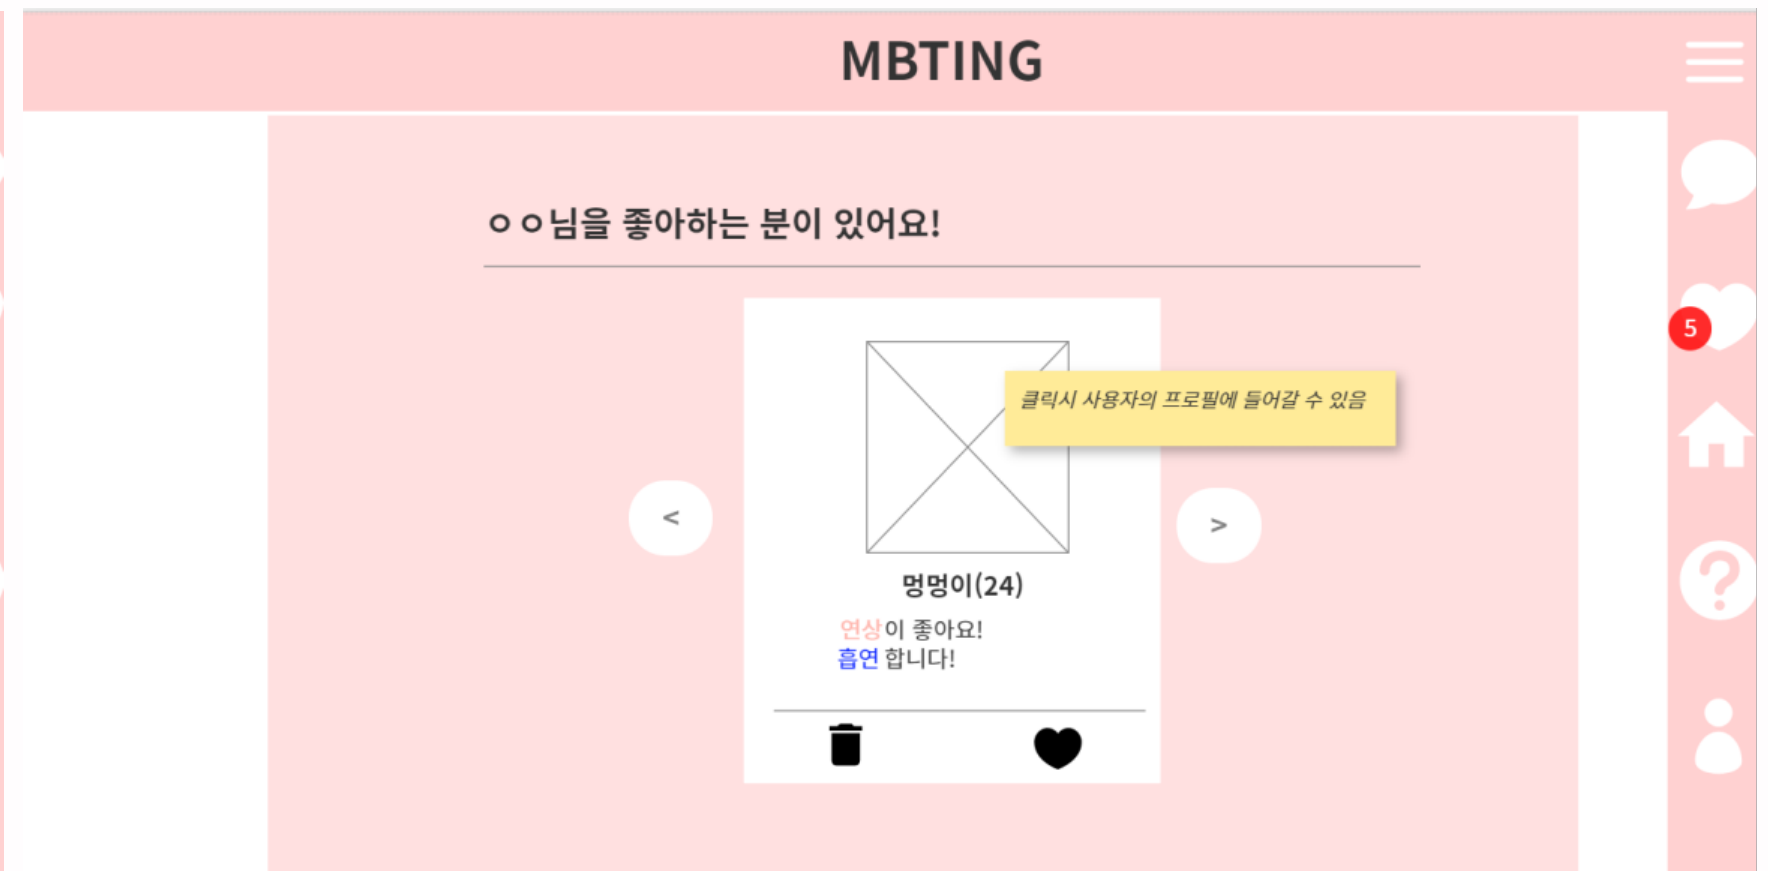 MBTING
ㅇㅇ님을 좋아하는 분이 있어요!
클릭시 사용자의 프로필에 들어갈 수 있음
5
<
>
멍멍이(24)
연상이 좋아요!
흡연 합니다!
?